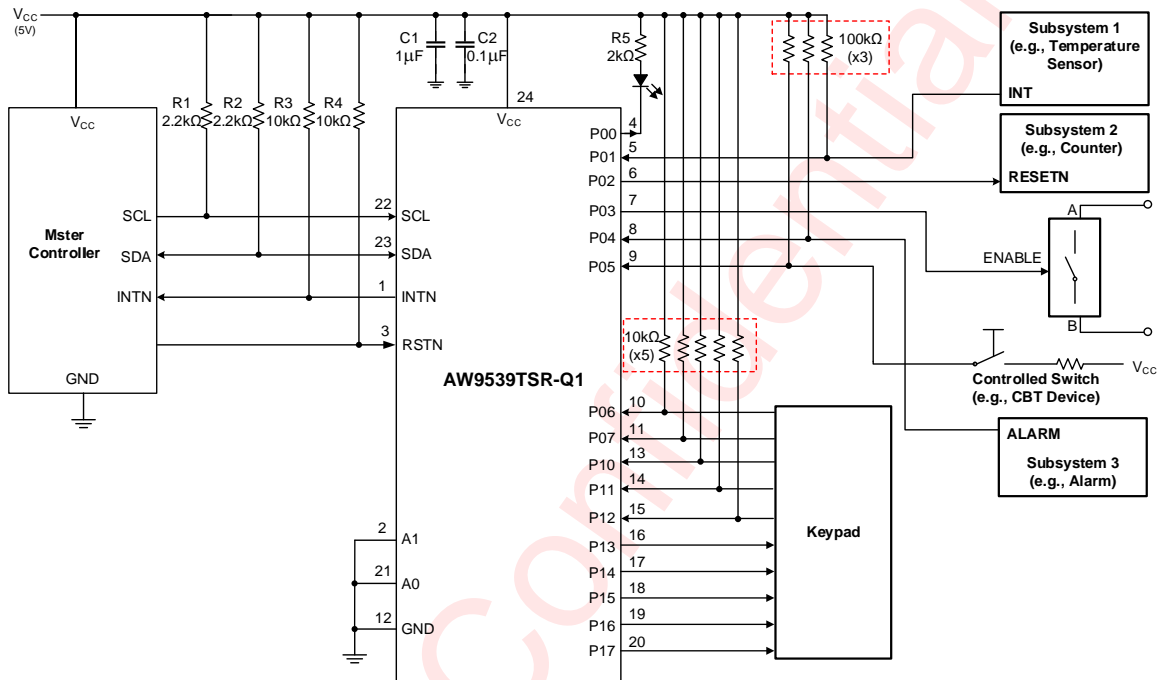 VCC
(5V)
C1
1μF
C2
0.1μF
R5
2kΩ
100kΩ
(x3)
Subsystem 1
(e.g., Temperature
Sensor)
INT
R1
2.2kΩ
R2
2.2kΩ
R3
10kΩ
R4
10kΩ
VCC
24
VCC
Subsystem 2
(e.g., Counter)
RESETN
P00
4
P01
5
P02
6
P03
7
P04
8
P05
9
Mster
Controller
SCL
SDA
INTN
GND
22
SCL
23
SDA
1
INTN
3
RSTN
A
ENABLE
B
10kΩ
(x5)
AW9539TSR-Q1
Controlled Switch
(e.g., CBT Device)
VCC
ALARM
Subsystem 3
(e.g., Alarm)
P06
10
P07
11
P10
13
P11
14
P12
15
P13
16
P14
17
P15
18
P16
19
P17
20
Keypad
2
A1
21
A0
12
GND
Confidential